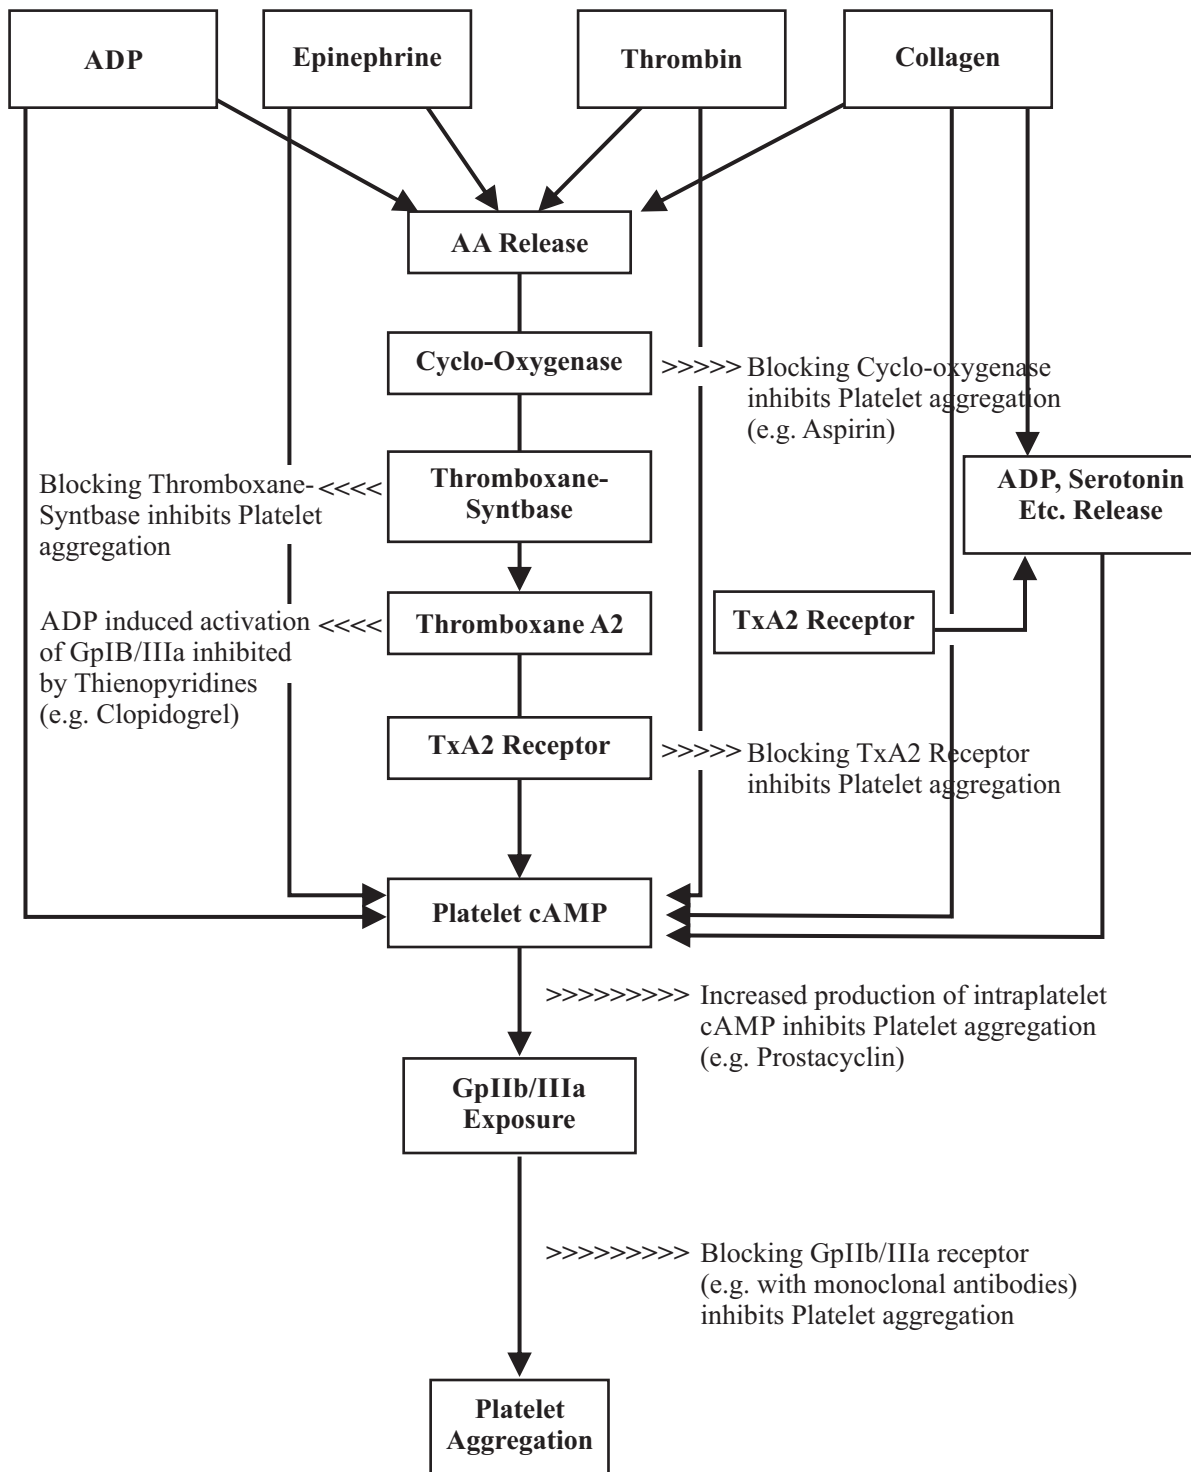 ADP
Epinephrine
Thrombin
Collagen
AA Release
Cyclo-Oxygenase
>>>>> Blocking Cyclo-oxygenase
inhibits Platelet aggregation
(e.g. Aspirin)
Blocking Thromboxane- <<<<
Syntbase inhibits Platelet
aggregation
Thromboxane-
Syntbase
ADP, Serotonin
Etc. Release
ADP induced activation <<<<
of GpIB/IIIa inhibited
by Thienopyridines
(e.g. Clopidogrel)
Thromboxane A2
TxA2 Receptor
TxA2 Receptor
>>>>> Blocking TxA2 Receptor
inhibits Platelet aggregation
Platelet cAMP
>>>>>>>>> Increased production of intraplatelet
cAMP inhibits Platelet aggregation
(e.g. Prostacyclin)
GpIIb/IIIa
Exposure
>>>>>>>>> Blocking GpIIb/IIIa receptor
(e.g. with monoclonal antibodies)
inhibits Platelet aggregation
Platelet
Aggregation